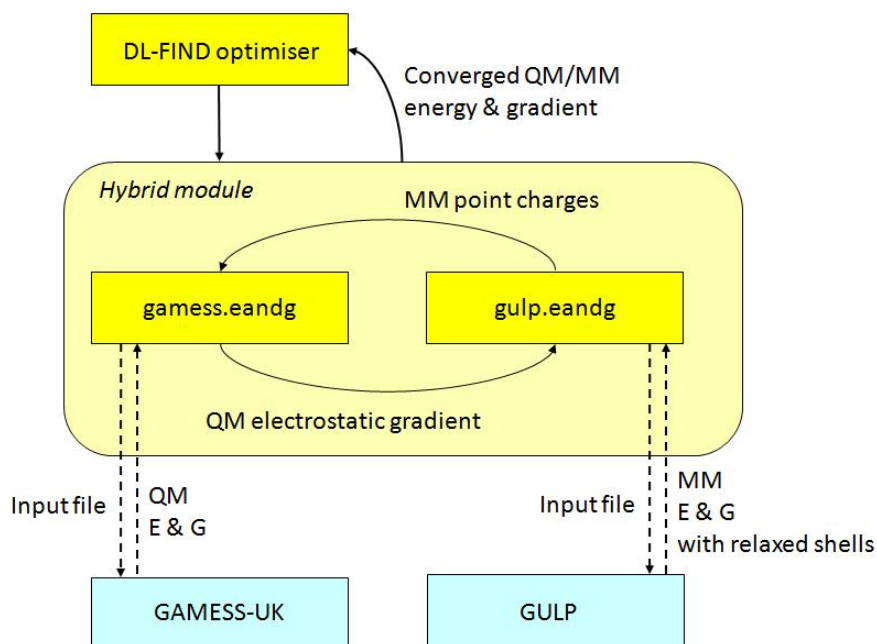 DL-FIND optimiser
Converged QM/MM
energy & gradient
Hybrid module
MM point charges
gamess.eandg
gulp.eandg
QM electrostatic gradient
Input file
QM
E & G
Input file
MM
E & G
with relaxed shells
GAMESS-UK
GULP